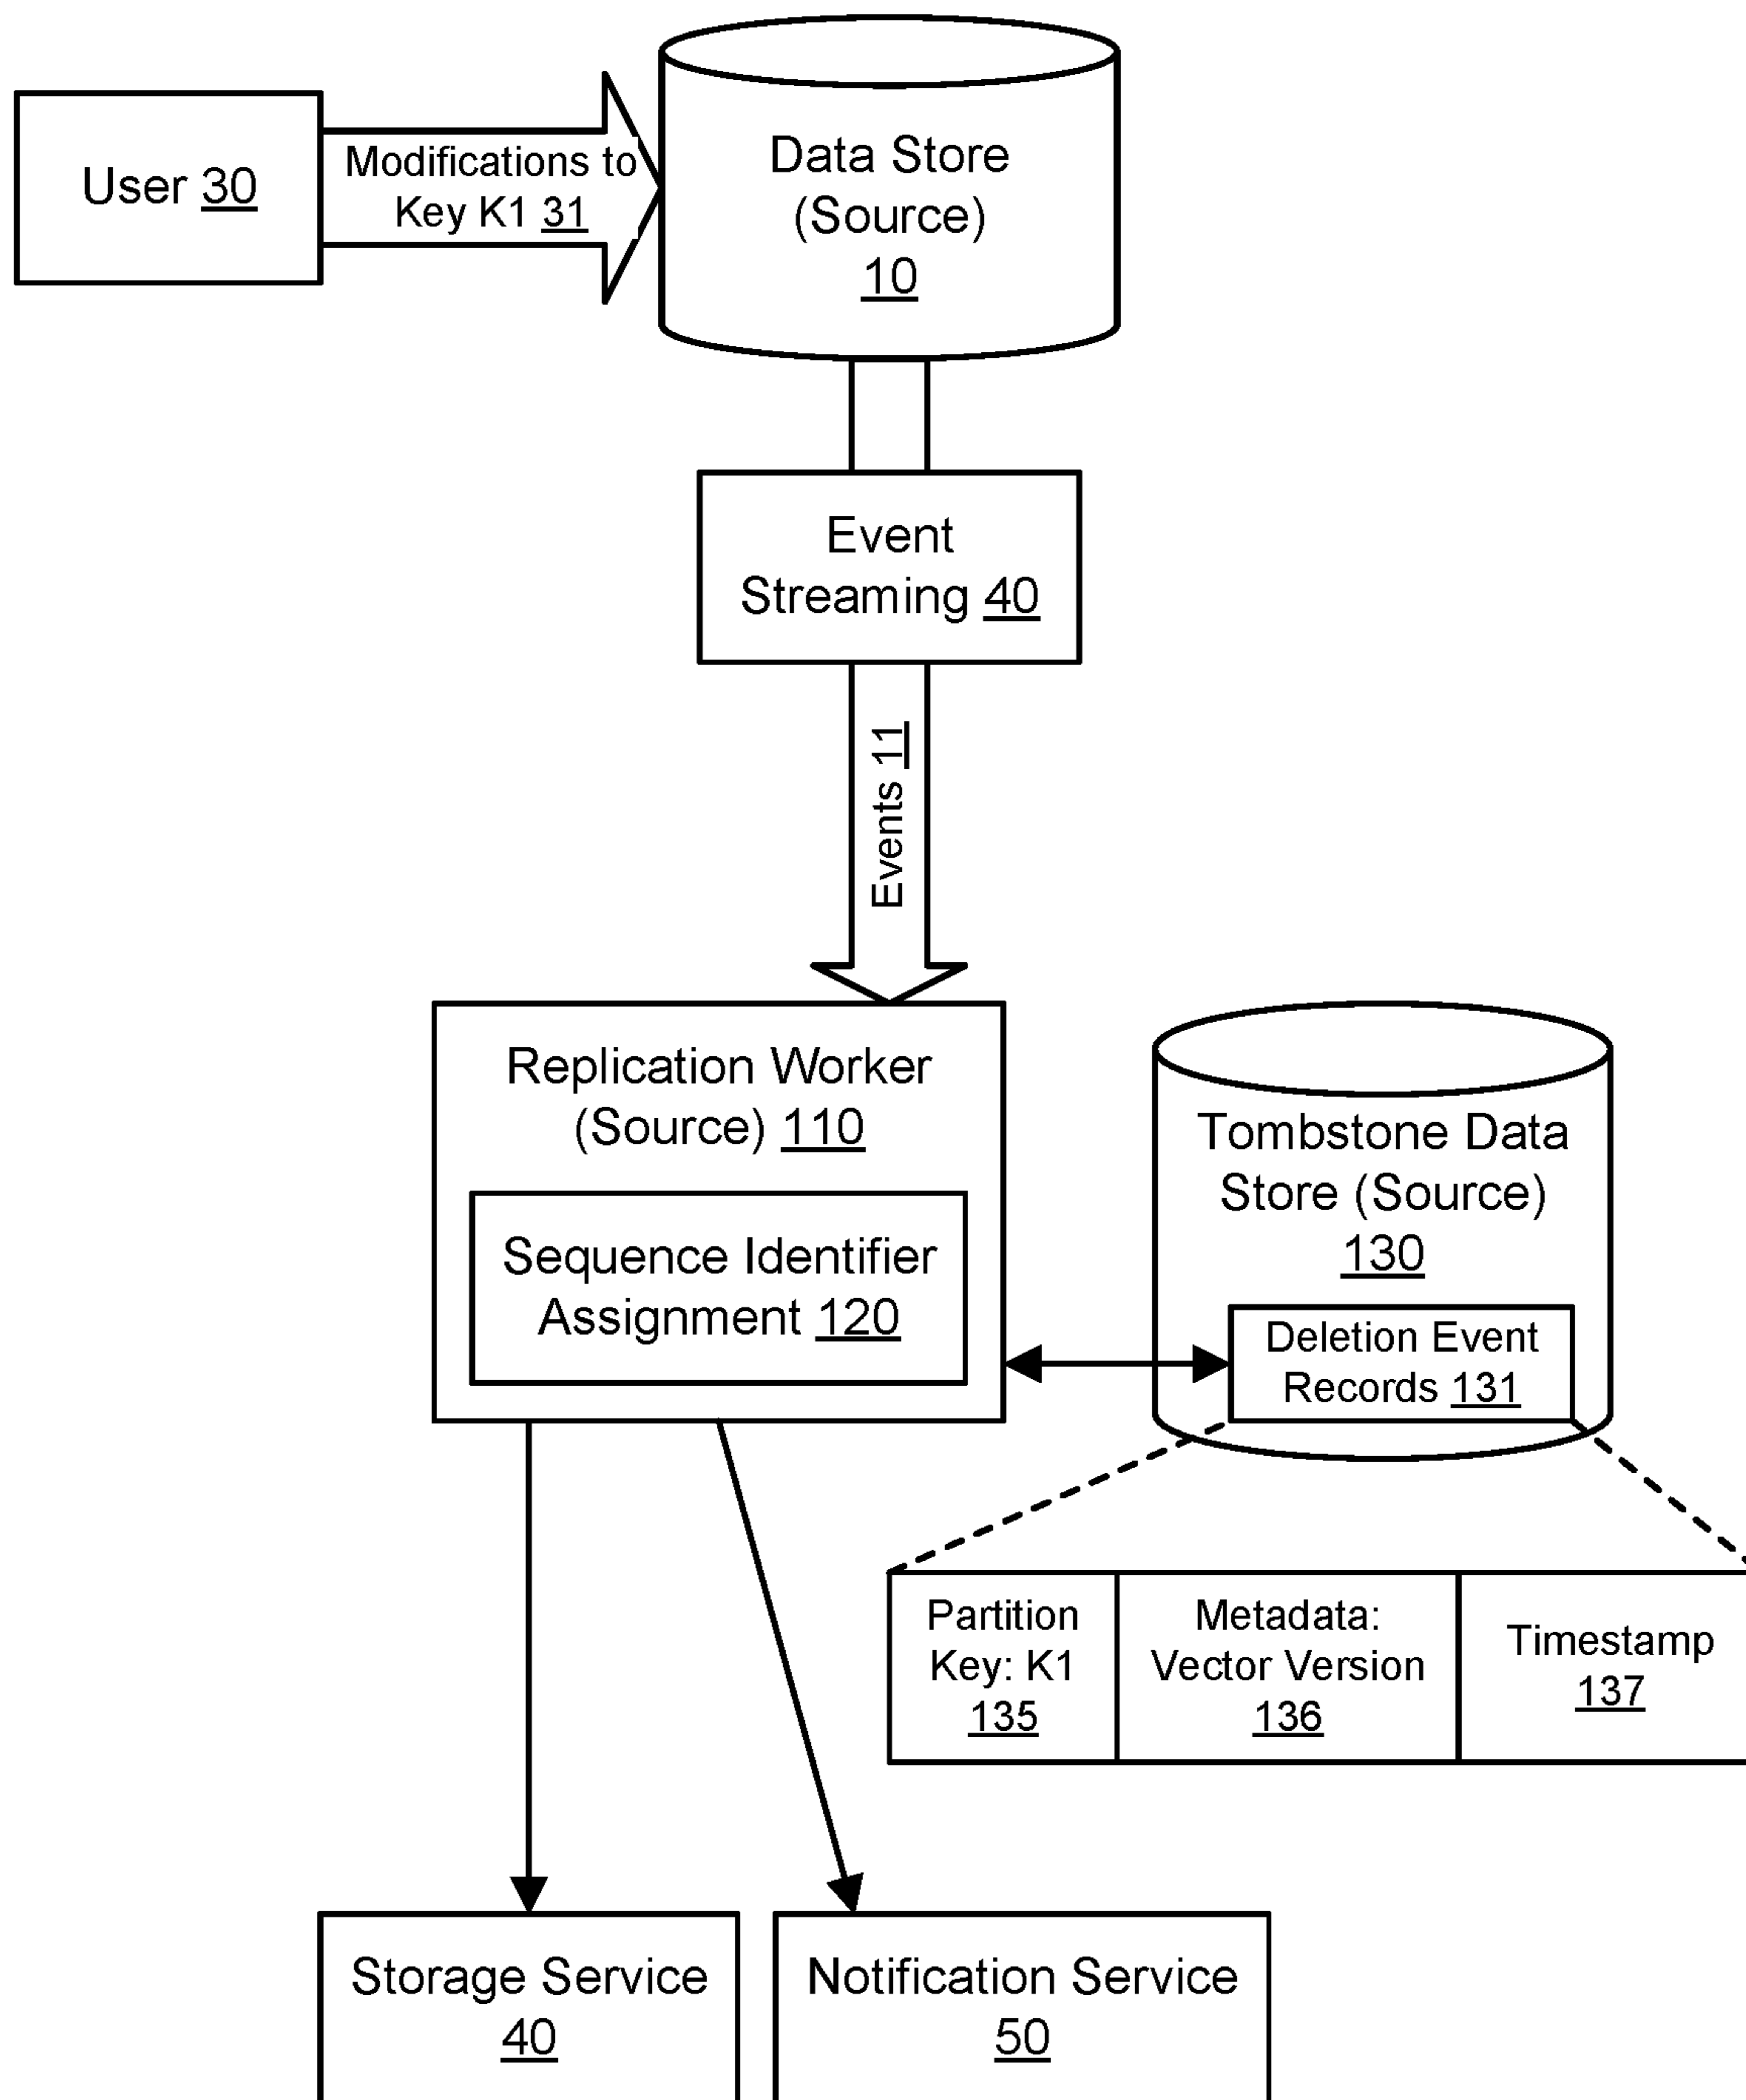 User 30
Modifications to
Key K1 31
Data Store
(Source)
10
Event
Streaming 40
Events 11
Replication Worker
(Source) 110
Sequence Identifier
Assignment 120
Tombstone Data
Store (Source)
130
Deletion Event
Records 131
Partition
Key: K1
135
Metadata:
Vector Version
136
Timestamp
137
Storage Service
40
Notification Service
50